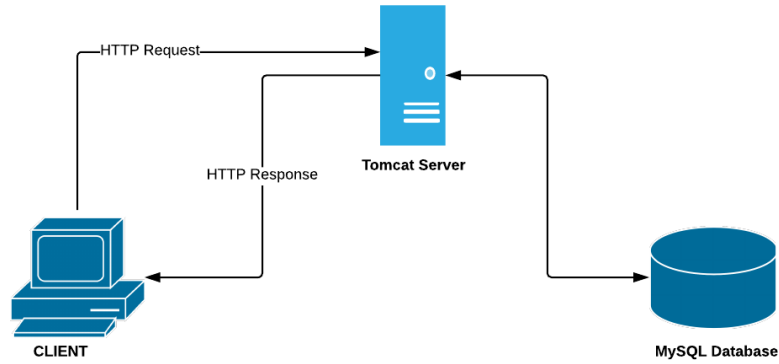 HTTP Request
Tomcat Server
HTTP Response
CLIENT
MySQL Database